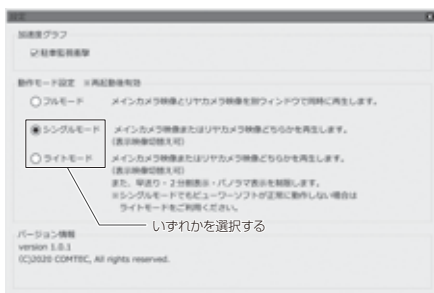 設定
加速度グラフ
駐車監視衝撃
動作モード設定 ※再起動後有効
フルモード メインカメラ映像とリヤカメラ映像を別ウィンドウで同時に再生します。
シングルモード メインカメラ映像またはリヤカメラ映像どちらかを再生します。
(表示映像切替え可)
ライトモード メインカメラ映像またはリヤカメラ映像どちらかを再生します。
(表示映像切替え可)
また、早送り・2分割表示・パノラマ表示を制限します。
※シングルモードでもビューワーソフトが正常に動作しない場合は
ライトモードをご利用ください。
いずれかを選択する
バージョン情報
version 1.0.1
(C)2020 COMTEC, All rights reserved.